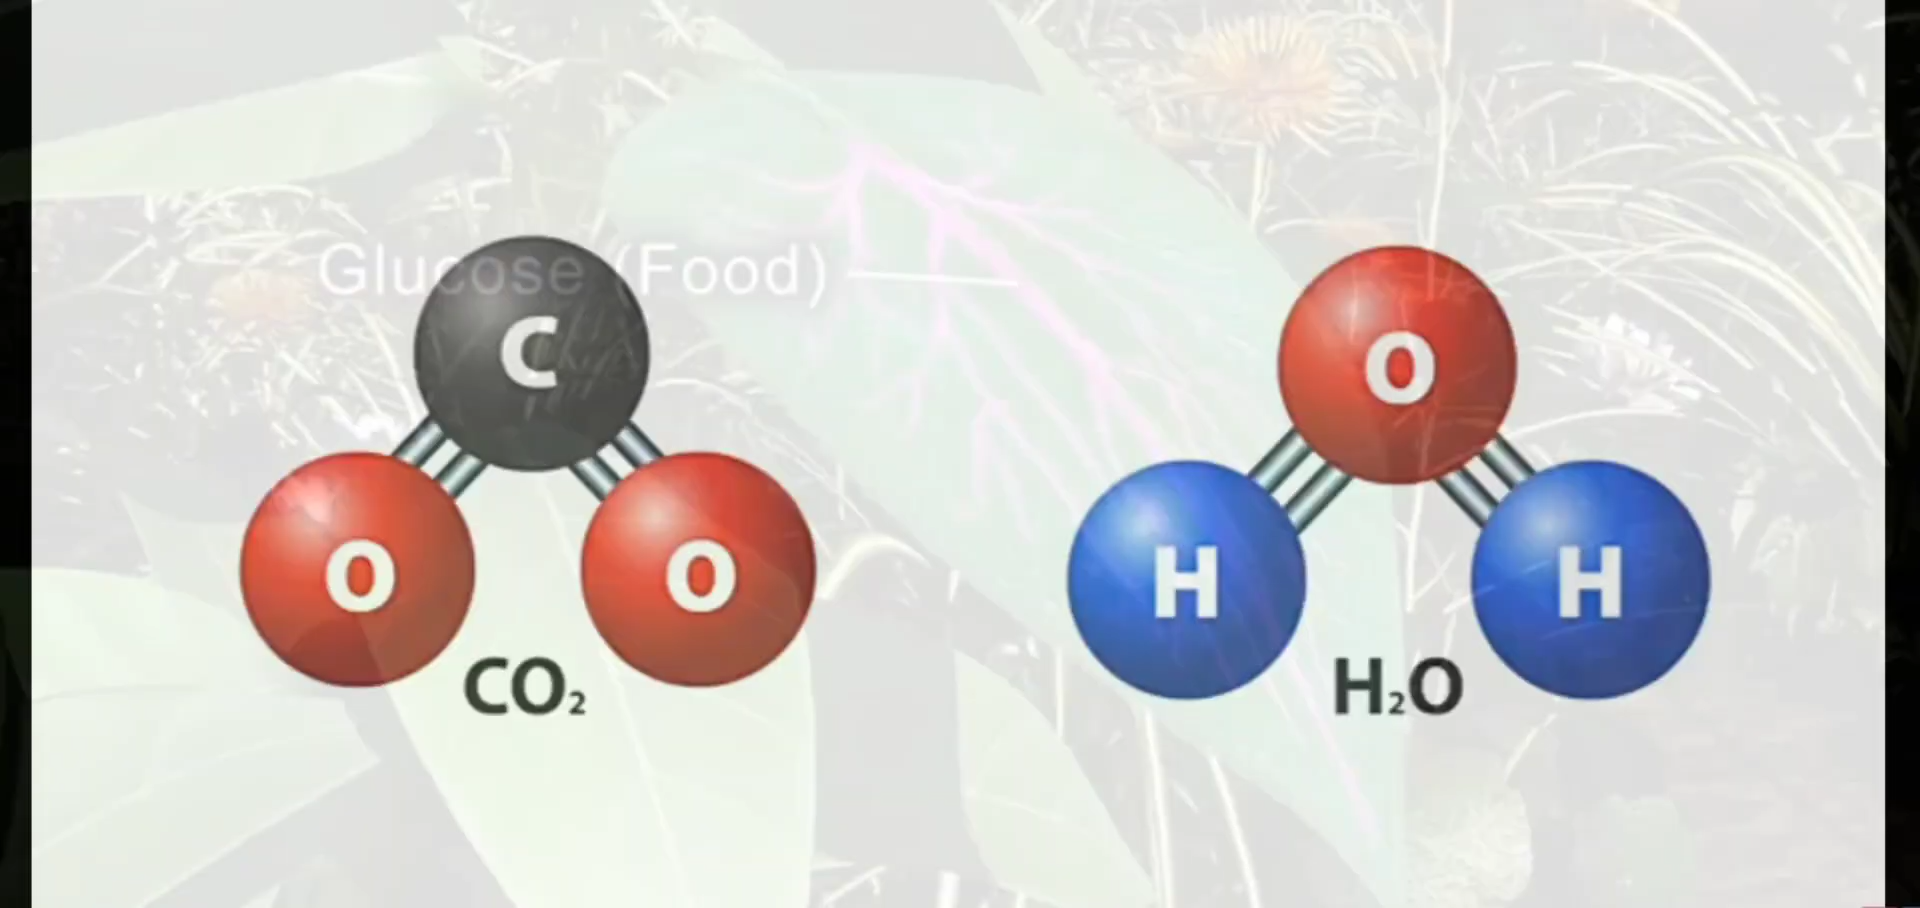 Glucose (Food)
C
O O
CO₂
O
H H
H₂O